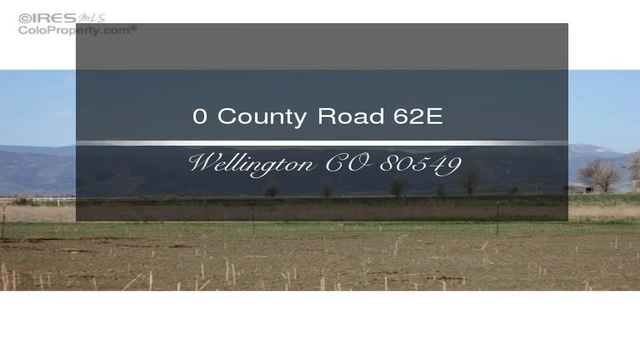 ©IRES MLS
ColoProperty.com®
0 County Road 62E
Wellington CO 80549